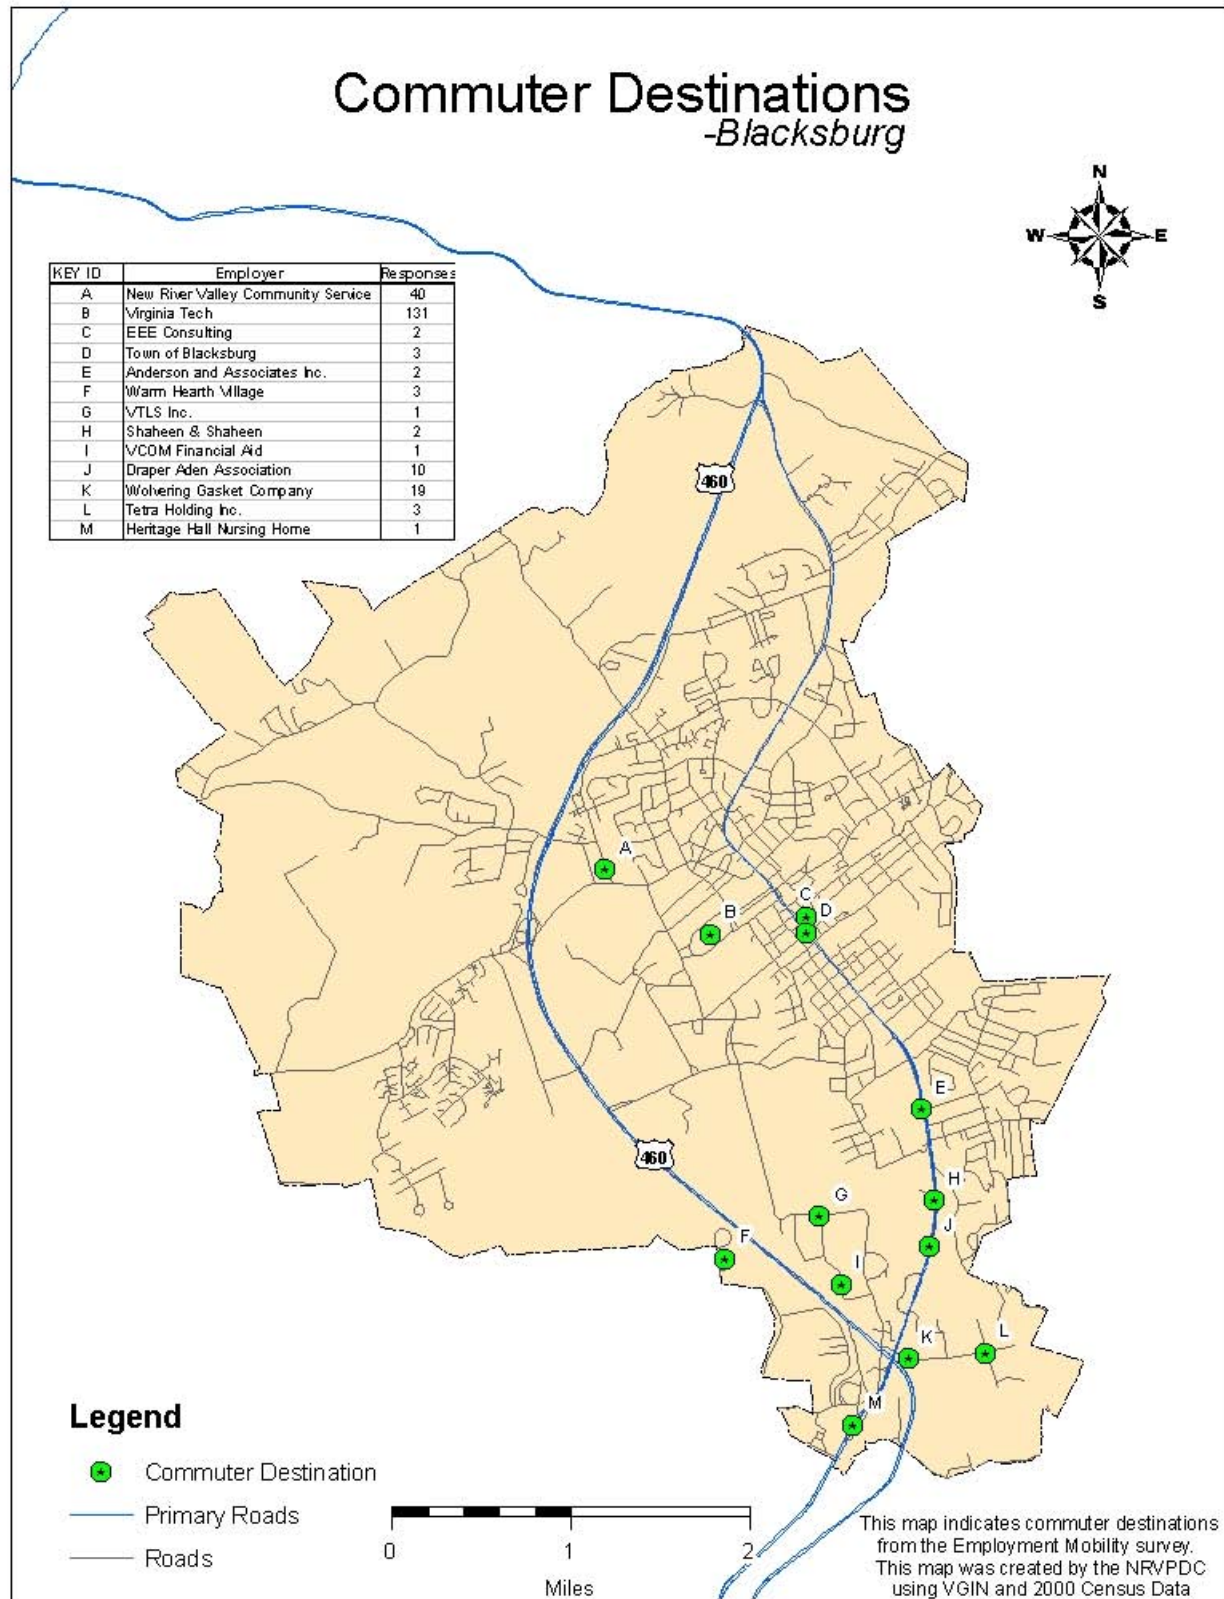 Commuter Destinations
-Blacksburg
N
W E
S
KEY ID Employer Responses
A New River Valley Community Service 40
B Virginia Tech 131
C EEE Consulting 2
D Town of Blacksburg 3
E Anderson and Associates Inc. 2
F Warm Hearth Village 3
G VTLS Inc. 1
H Shaheen & Shaheen 2
I VCOM Financial Aid 1
J Draper Aden Association 10
K Wolvering Gasket Company 19
L Tetra Holding Inc. 3
M Heritage Hall Nursing Home 1
460
A
C
B D
E
460
H
G
J
F
I
K L
M
Legend
Commuter Destination
Primary Roads
Roads
0 1 2
Miles
This map indicates commuter destinations
from the Employment Mobility survey.
This map was created by the NRVPDC
using VGIN and 2000 Census Data